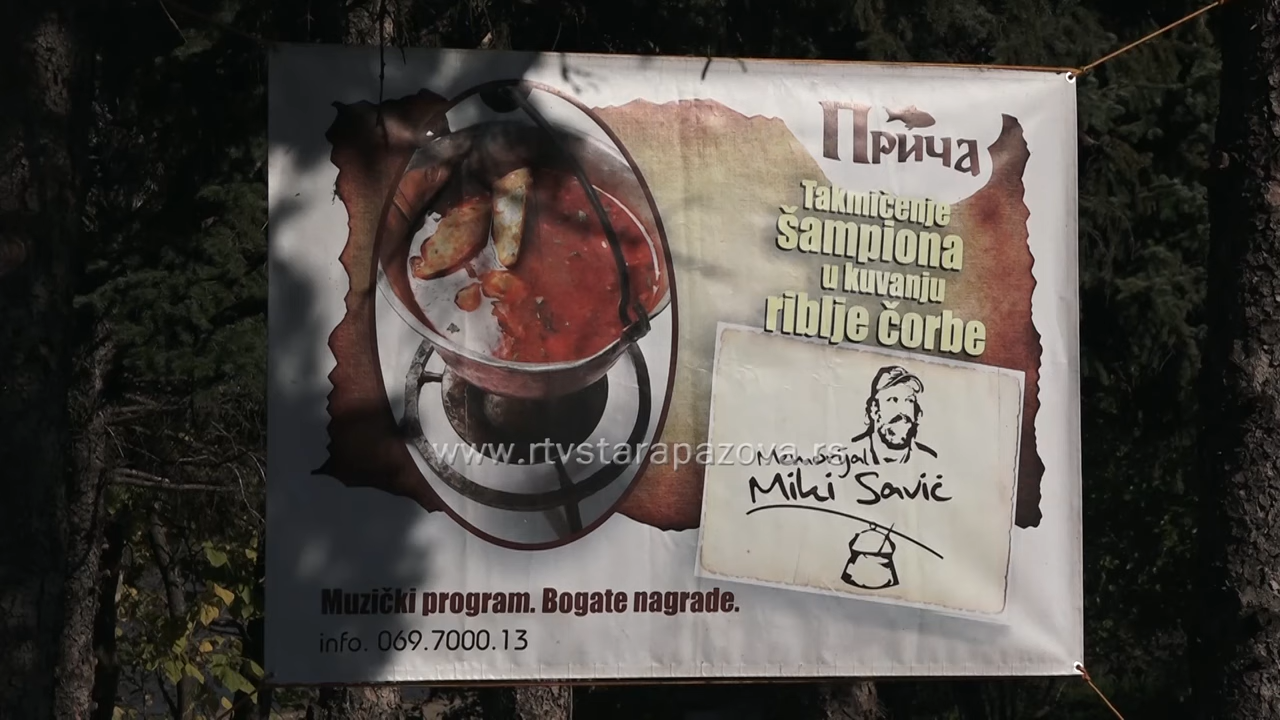 Прича
Takmičenje
šampiona
u kuvanju
riblje čorbe
www.rtvstarapazova.rs
Memorijal
Miki Savić
Muzički program. Bogate nagrade.
info. 069.7000.13